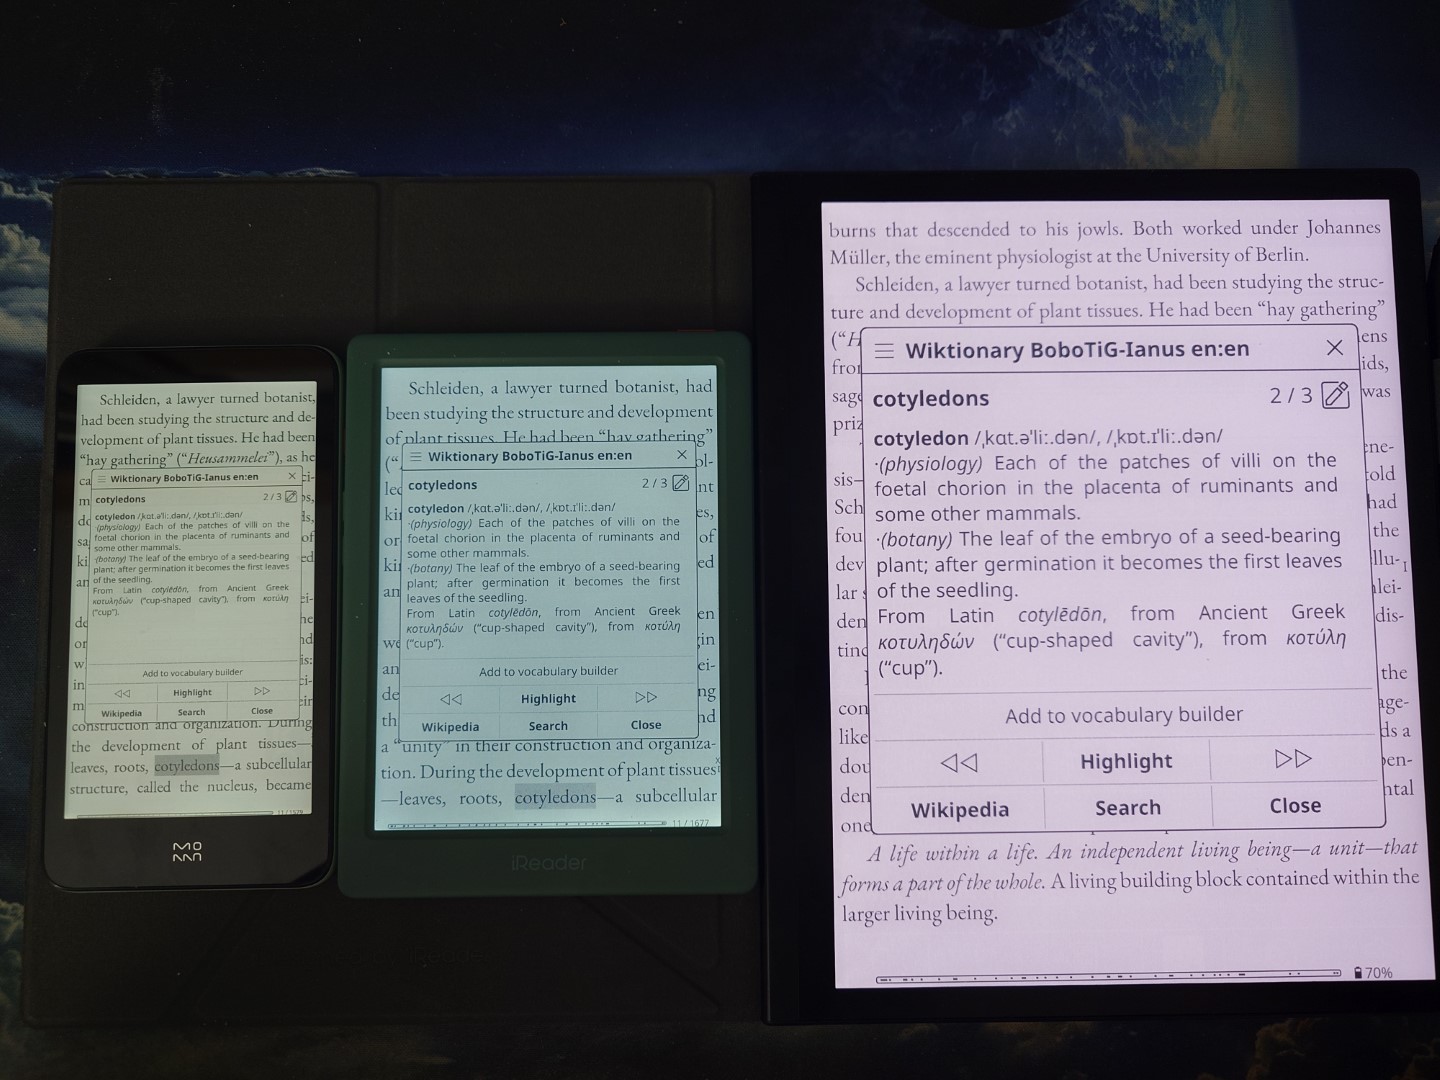 Schleiden, a lawyer turned botanist,
had been studying the structure and de-
velopment of plant tissues. He had been
“hay gathering” (“Heusammelei”), as he
ca
Wiktionary BoboTiG-Ianus en:en
cotyledons 2 / 3
cotyledon /ˌkɑt.əˈliː.dən/, /ˌkɒt.ɪˈliː.dən/
·(physiology) Each of the patches of villi on the
foetal chorion in the placenta of ruminants and
some other mammals.
·(botany) The leaf of the embryo of a seed-bearing
plant; after germination it becomes the first leaves
of the seedling.
From Latin cotylēdōn, from Ancient Greek
κοτυληδών (“cup-shaped cavity”), from κοτύλη
(“cup”).
Add to vocabulary builder
◁◁ Highlight ▷▷
Wikipedia Search Close
construction and organization. During
the development of plant tissues—
leaves, roots, cotyledons—a subcellular
structure, called the nucleus, became
Schleiden, a lawyer turned botanist, had
been studying the structure and development
of plant tissues. He had been “hay gathering”
Wiktionary BoboTiG-Ianus en:en
cotyledons 2 / 3
cotyledon /ˌkɑt.əˈliː.dən/, /ˌkɒt.ɪˈliː.dən/
·(physiology) Each of the patches of villi on the
foetal chorion in the placenta of ruminants and
some other mammals.
·(botany) The leaf of the embryo of a seed-bearing
plant; after germination it becomes the first
leaves of the seedling.
From Latin cotylēdōn, from Ancient Greek
κοτυληδών (“cup-shaped cavity”), from κοτύλη
(“cup”).
Add to vocabulary builder
◁◁ Highlight ▷▷
Wikipedia Search Close
a “unity” in their construction and organiza-
tion. During the development of plant tissues
—leaves, roots, cotyledons—a subcellular
11 / 1677
iReader
burns that descended to his jowls. Both worked under Johannes
Müller, the eminent physiologist at the University of Berlin.
Schleiden, a lawyer turned botanist, had been studying the struc-
ture and development of plant tissues. He had been “hay gathering”
Wiktionary BoboTiG-Ianus en:en
cotyledons 2 / 3
cotyledon /ˌkɑt.əˈliː.dən/, /ˌkɒt.ɪˈliː.dən/
·(physiology) Each of the patches of villi on the
foetal chorion in the placenta of ruminants and
some other mammals.
·(botany) The leaf of the embryo of a seed-bearing
plant; after germination it becomes the first leaves
of the seedling.
From Latin cotylēdōn, from Ancient Greek
κοτυληδών (“cup-shaped cavity”), from κοτύλη
(“cup”).
Add to vocabulary builder
◁◁ Highlight ▷▷
Wikipedia Search Close
A life within a life. An independent living being—a unit—that
forms a part of the whole. A living building block contained within the
larger living being.
70%